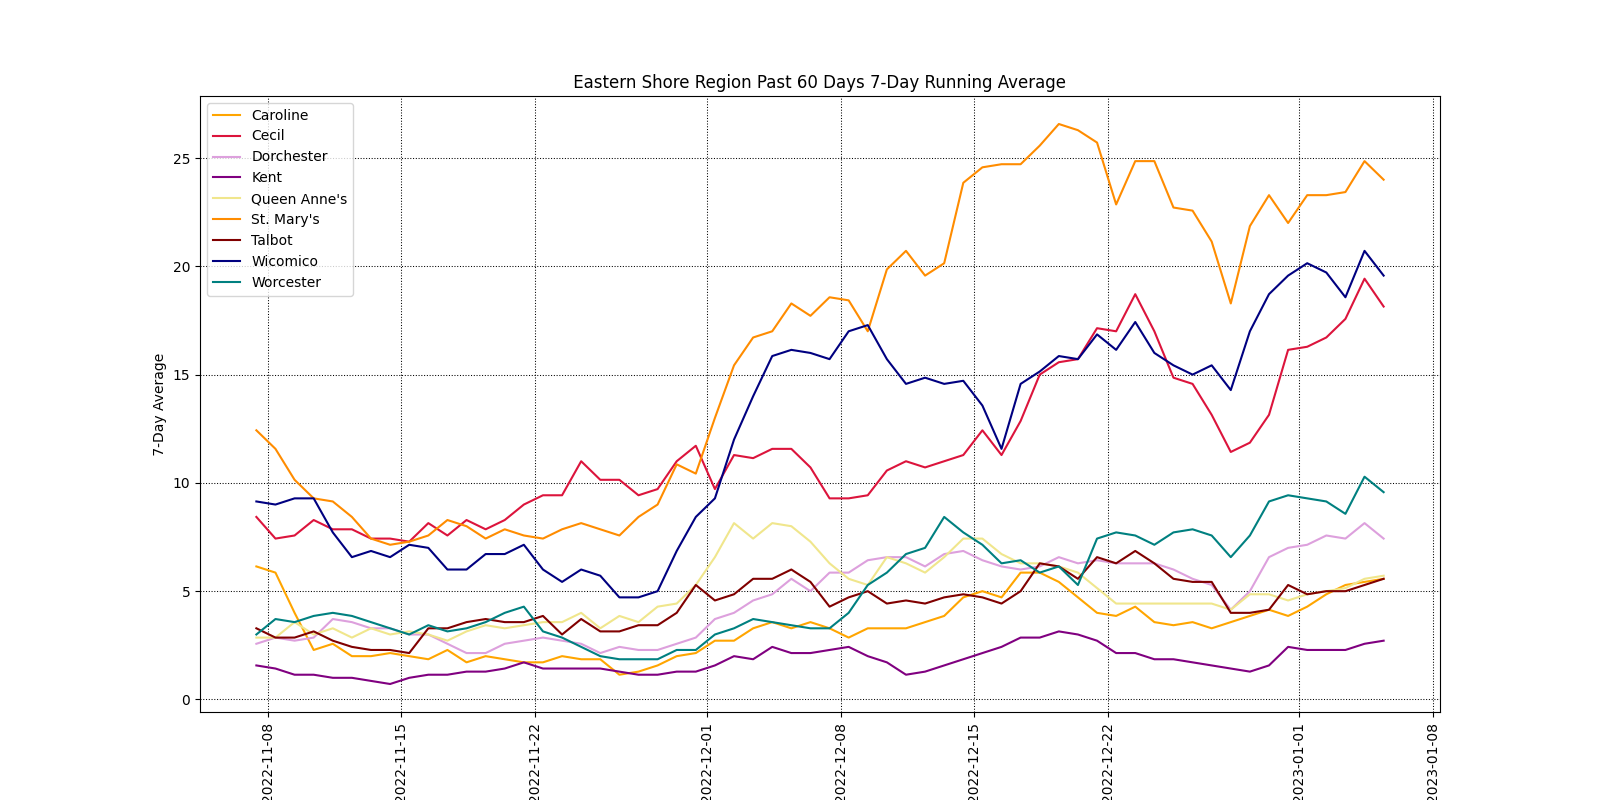 Eastern Shore Region Past 60 Days 7-Day Running Average
Caroline
Cecil
Dorchester
Kent
Queen Anne's
St. Mary's
Talbot
Wicomico
Worcester
7-Day Average
25
20
15
10
5
0
2022-11-08
2022-11-15
2022-11-22
2022-12-01
2022-12-08
2022-12-15
2022-12-22
2023-01-01
2023-01-08